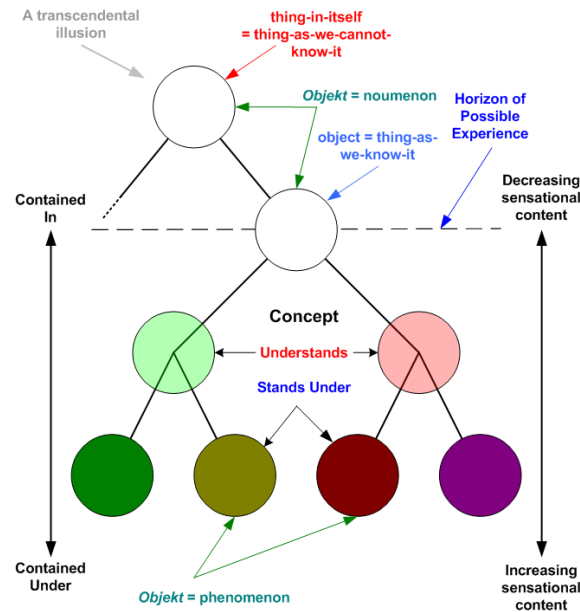 A transcendental
illusion
thing-in-itself
= thing-as-we-cannot-
know-it
Objekt = noumenon
Horizon of
Possible
Experience
object = thing-as-
we-know-it
Contained
In
Decreasing
sensational
content
Concept
Understands
Stands Under
Contained
Under
Objekt = phenomenon
Increasing
sensational
content